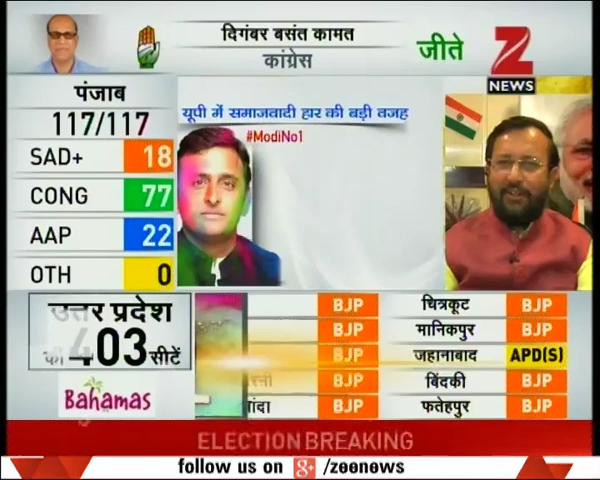 दिगंबर बसंत कामत
कांग्रेस
जीते
Z
NEWS
पंजाब
117/117
SAD+ 18
CONG 77
AAP 22
OTH 0
यूपी में समाजवादी हार की बड़ी वजह
#ModiNo1
उत्तर प्रदेश
403 सीटें
Bahamas
BJP चित्रकूट BJP
BJP मानिकपुर BJP
BJP जहानाबाद APD(S)
BJP बिंदकी BJP
BJP फतेहपुर BJP
ELECTION BREAKING
follow us on g+ /zeenews